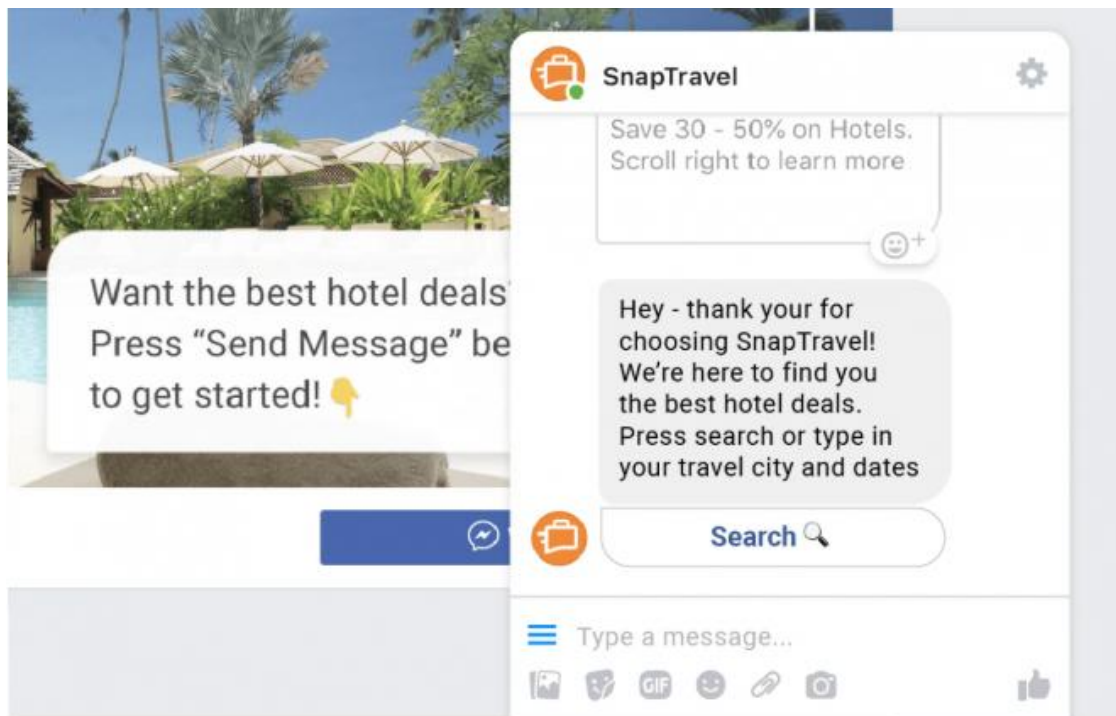 SnapTravel
Save 30 - 50% on Hotels.
Scroll right to learn more
Want the best hotel deals
Press “Send Message” be
to get started! 👇
Hey - thank your for
choosing SnapTravel!
We’re here to find you
the best hotel deals.
Press search or type in
your travel city and dates
Search 🔍
Type a message...
GIF